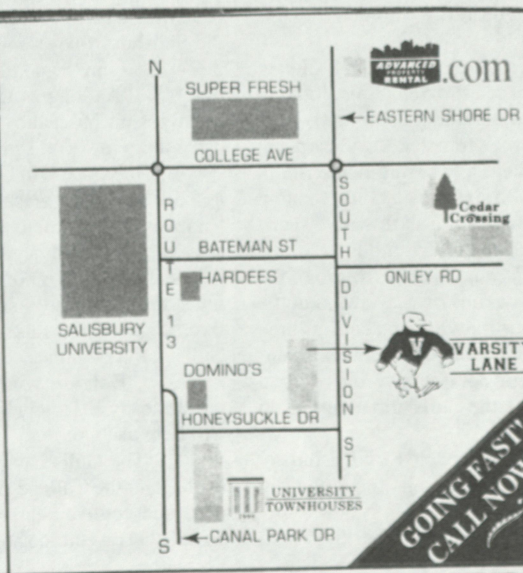 N
ADVANCED
PROPERTY
RENTAL
.com
SUPER FRESH
EASTERN SHORE DR
COLLEGE AVE
ROUTE 13
SOUTH DIVISION ST
Cedar
Crossing
BATEMAN ST
ONLEY RD
HARDEES
SALISBURY
UNIVERSITY
V
VARSITY
LANE
DOMINO'S
HONEYSUCKLE DR
UNIVERSITY
TOWNHOUSES
GOING FAST!
CALL NOW
CANAL PARK DR
S